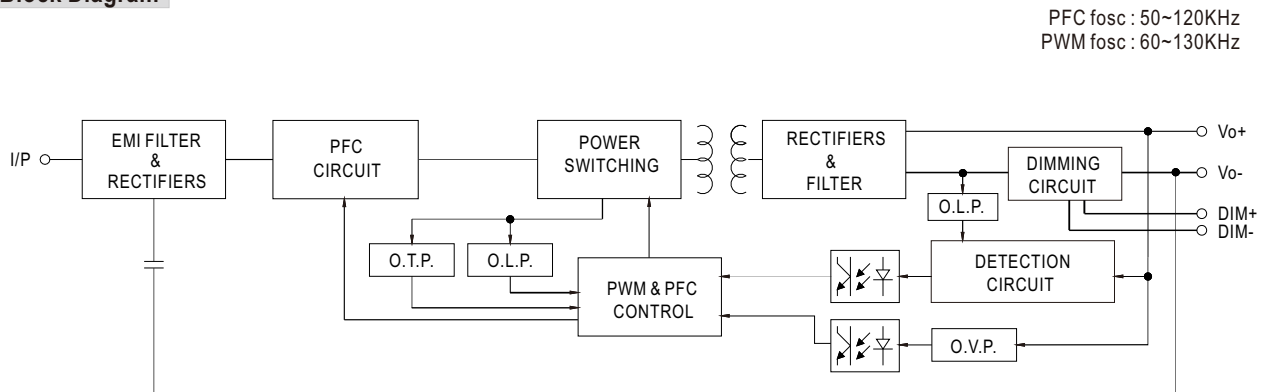 Block Diagram
PFC fosc : 50~120KHz
PWM fosc : 60~130KHz
I/P
EMI FILTER
&
RECTIFIERS
PFC
CIRCUIT
POWER
SWITCHING
RECTIFIERS
&
FILTER
DIMMING
CIRCUIT
Vo+
Vo-
DIM+
DIM-
O.L.P.
O.T.P.
O.L.P.
PWM & PFC
CONTROL
DETECTION
CIRCUIT
O.V.P.